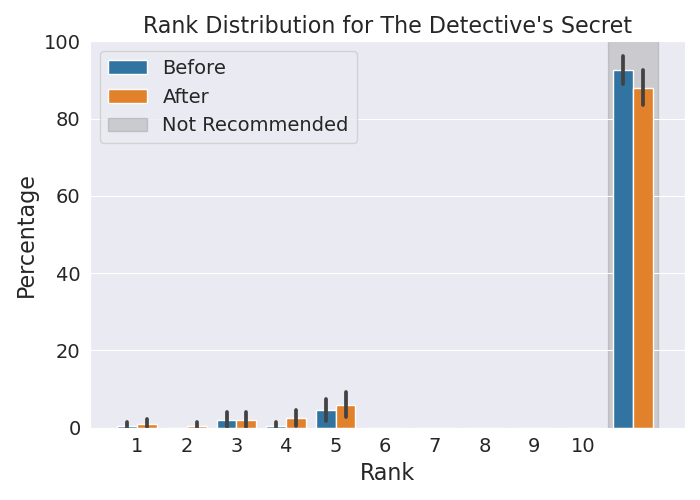 Rank Distribution for The Detective's Secret
100
80
60
40
20
0
Percentage
Before
After
Not Recommended
1 2 3 4 5 6 7 8 9 10
Rank